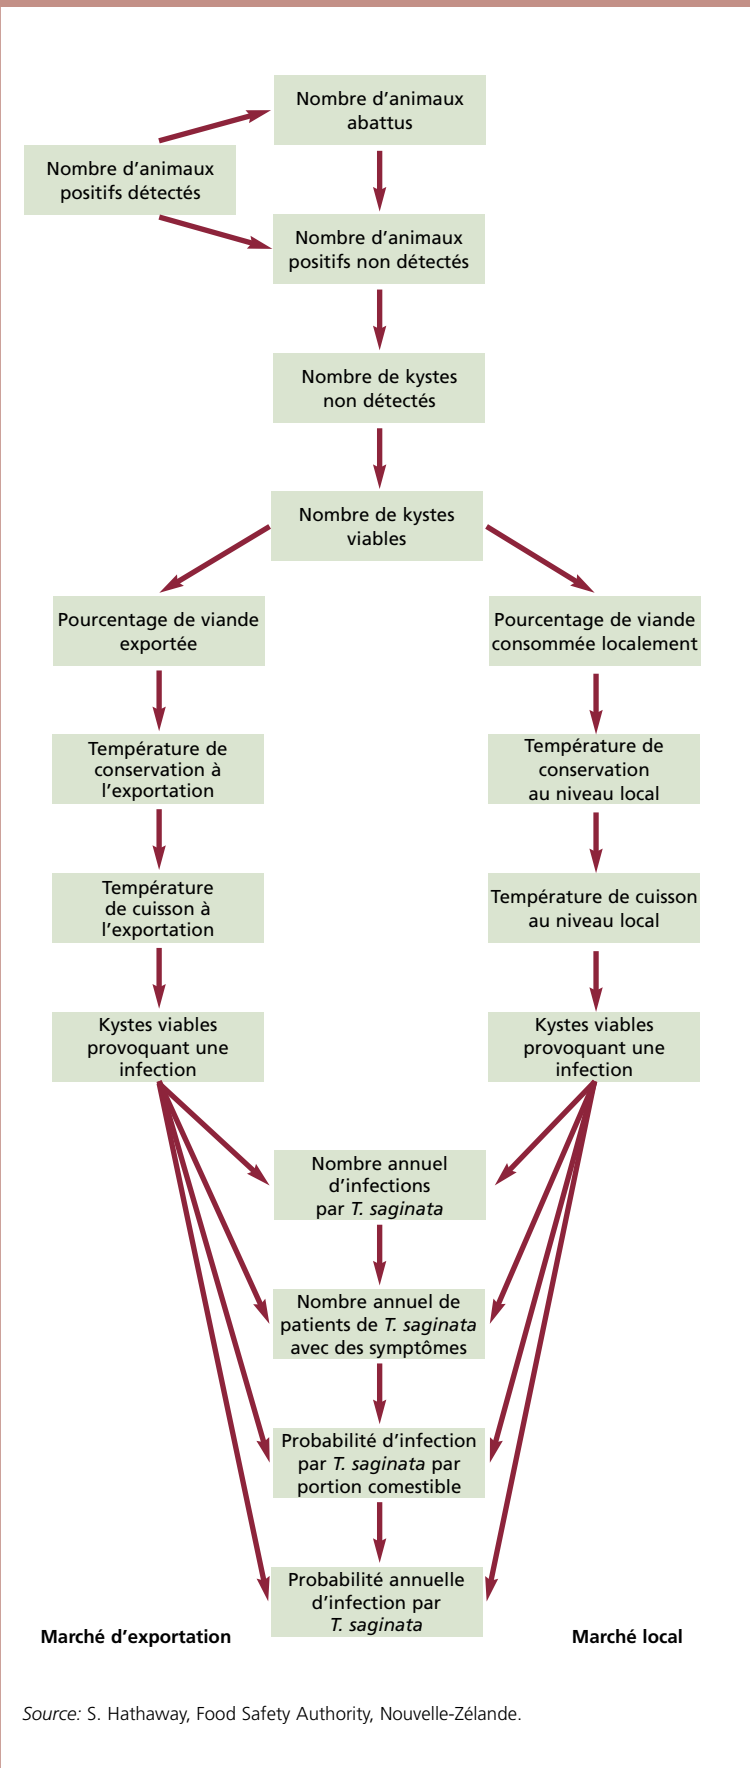 Nombre d’animaux
abattus
Nombre d’animaux
positifs détectés
Nombre d’animaux
positifs non détectés
Nombre de kystes
non détectés
Nombre de kystes
viables
Pourcentage de viande
exportée
Pourcentage de viande
consommée localement
Température de
conservation à
l’exportation
Température de
conservation
au niveau local
Température
de cuisson à
l’exportation
Température de cuisson
au niveau local
Kystes viables
provoquant une
infection
Kystes viables
provoquant une
infection
Nombre annuel
d’infections
par T. saginata
Nombre annuel de
patients de T. saginata
avec des symptômes
Probabilité d’infection
par T. saginata par
portion comestible
Probabilité annuelle
d’infection par
T. saginata
Marché d’exportation
Marché local
Source: S. Hathaway, Food Safety Authority, Nouvelle-Zélande.